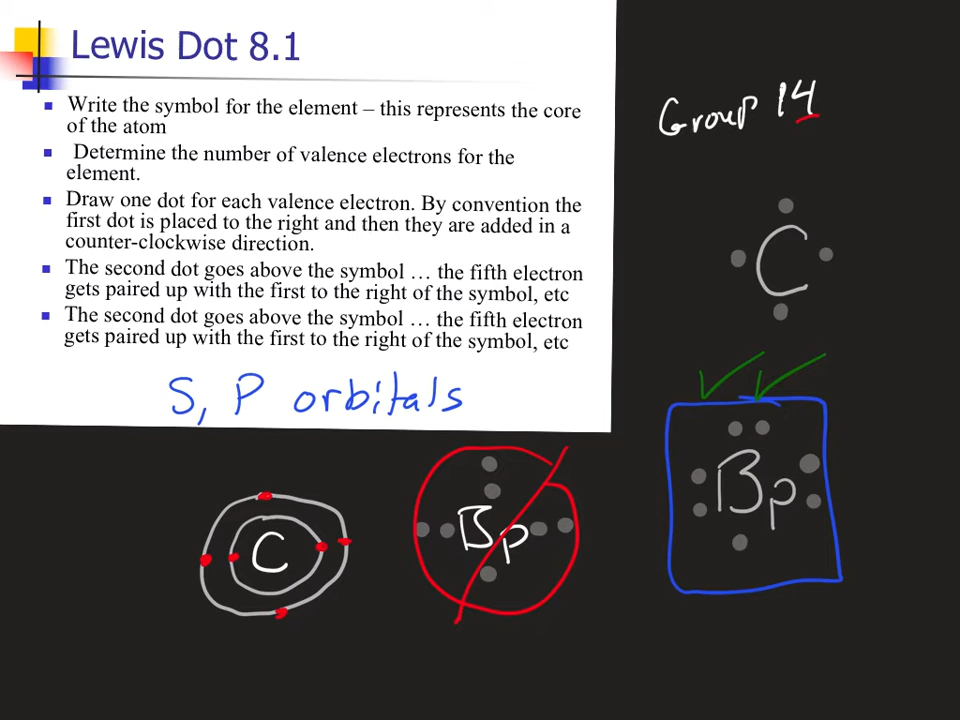 Lewis Dot 8.1
Write the symbol for the element – this represents the core
of the atom
Determine the number of valence electrons for the
element.
Draw one dot for each valence electron. By convention the
first dot is placed to the right and then they are added in a
counter-clockwise direction.
The second dot goes above the symbol … the fifth electron
gets paired up with the first to the right of the symbol, etc
The second dot goes above the symbol … the fifth electron
gets paired up with the first to the right of the symbol, etc
S, P orbitals
Group 14
C
Bp
C
Bp